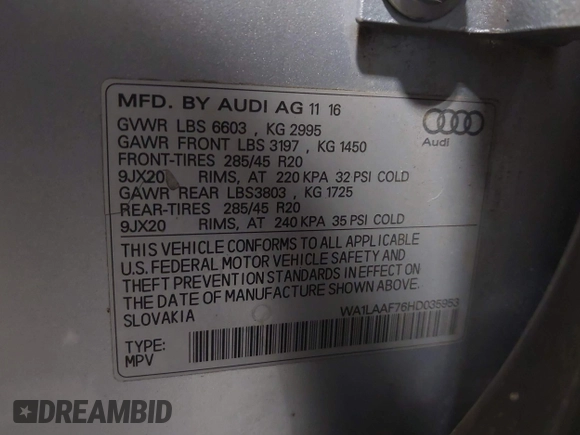 MFD. BY AUDI AG 11 16
GVWR LBS 6603 , KG 2995
GAWR FRONT LBS 3197 , KG 1450
FRONT-TIRES 285/45 R20
9JX20 RIMS, AT 220 KPA 32 PSI COLD
GAWR REAR LBS3803 , KG 1725
REAR-TIRES 285/45 R20
9JX20 RIMS, AT 240 KPA 35 PSI COLD
Audi
THIS VEHICLE CONFORMS TO ALL APPLICABLE
U.S. FEDERAL MOTOR VEHICLE SAFETY AND
THEFT PREVENTION STANDARDS IN EFFECT ON
THE DATE OF MANUFACTURE SHOWN ABOVE.
SLOVAKIA
WA1LAAF76HD035953
TYPE:
MPV
DREAMBID